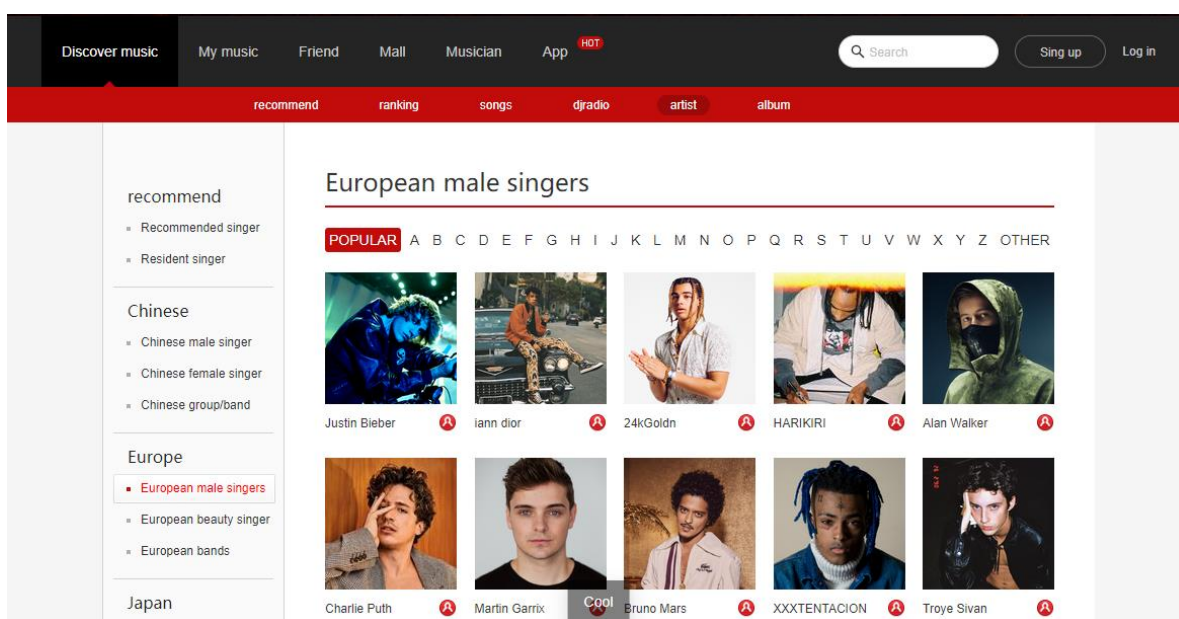 Discover music My music Friend Mall Musician App HOT Search Sing up Log in
recommend ranking songs djradio artist album
recommend
Recommended singer
Resident singer
Chinese
Chinese male singer
Chinese female singer
Chinese group/band
Europe
European male singers
European beauty singer
European bands
Japan
European male singers
POPULAR A B C D E F G H I J K L M N O P Q R S T U V W X Y Z OTHER
Justin Bieber iann dior 24kGoldn HARIKIRI Alan Walker
Charlie Puth Martin Garrix Bruno Mars XXXTENTACION Troye Sivan
Cool